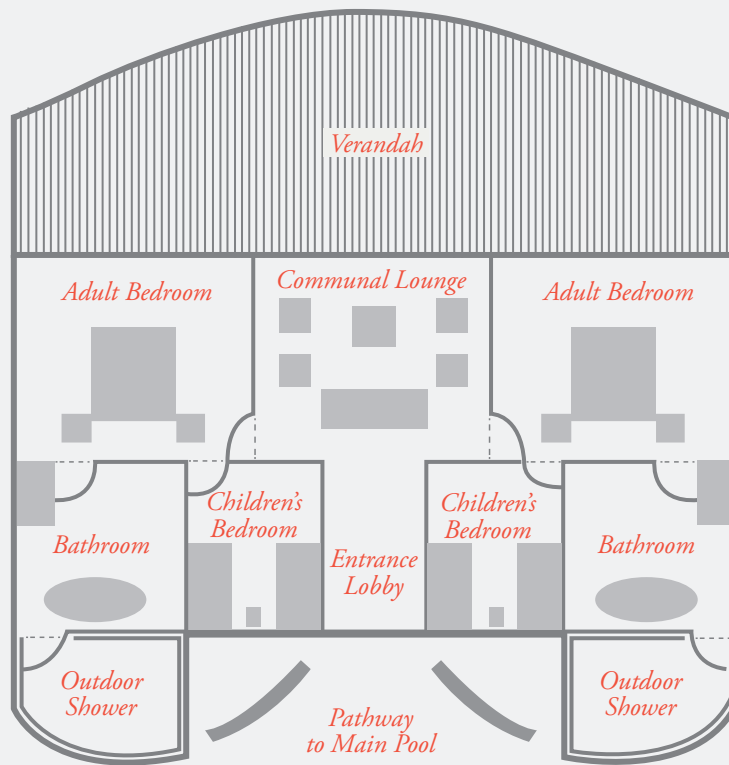 Verandah
Adult Bedroom
Communal Lounge
Adult Bedroom
Children's
Bedroom
Children's
Bedroom
Bathroom
Entrance
Lobby
Bathroom
Outdoor
Shower
Outdoor
Shower
Pathway
to Main Pool